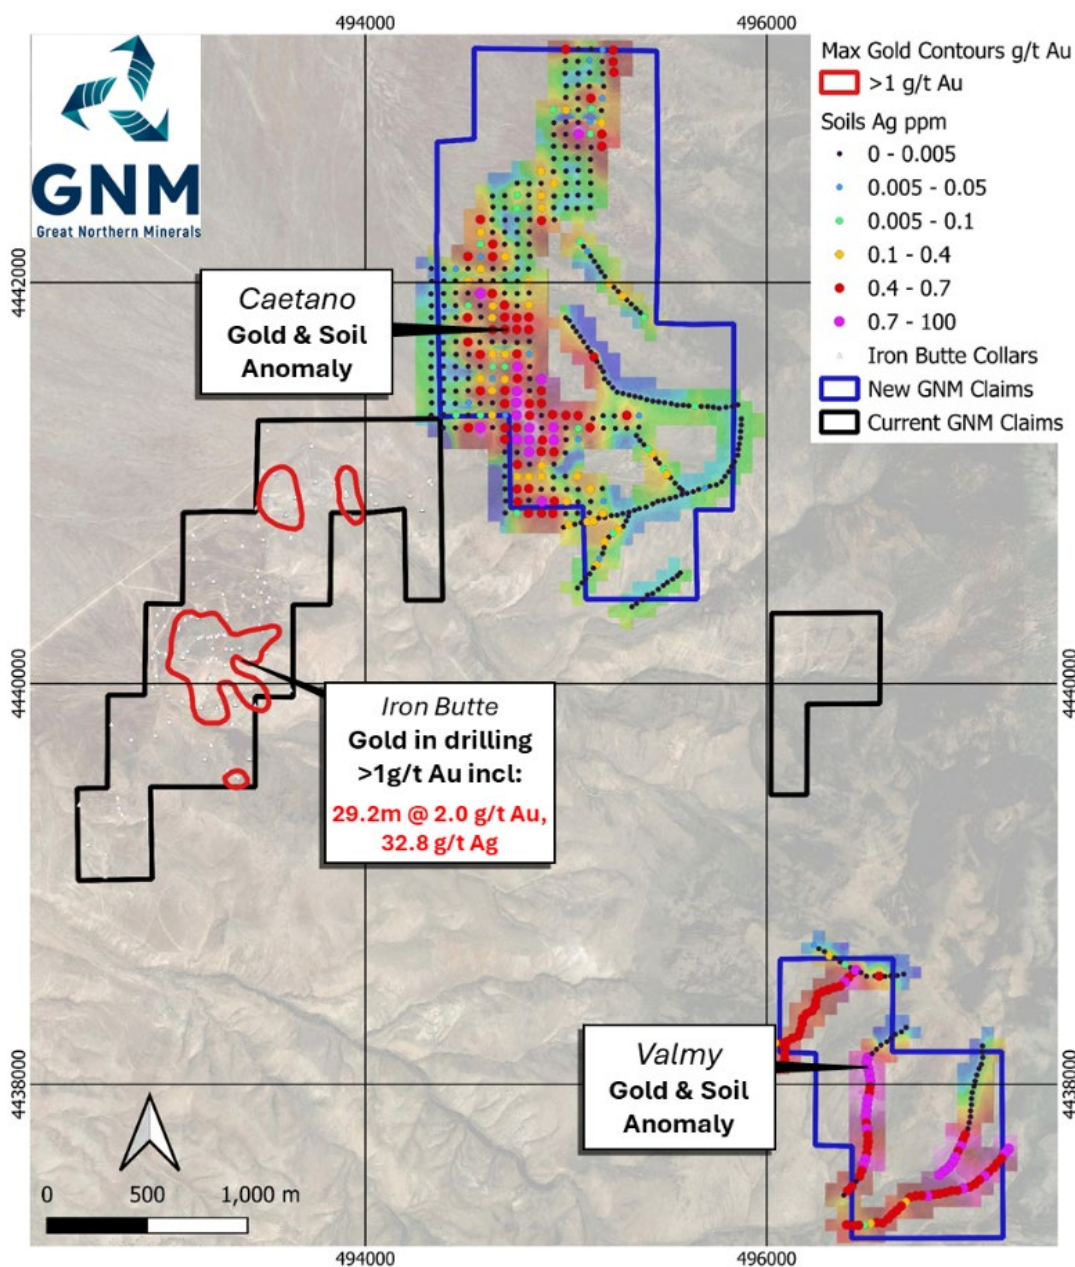 494000
496000
GNM
Great Northern Minerals
Max Gold Contours g/t Au
>1 g/t Au
Soils Ag ppm
0 - 0.005
0.005 - 0.05
0.005 - 0.1
0.1 - 0.4
0.4 - 0.7
0.7 - 100
Iron Butte Collars
New GNM Claims
Current GNM Claims
4442000
Caetano
Gold & Soil
Anomaly
4440000
4440000
Iron Butte
Gold in drilling
>1g/t Au incl:
29.2m @ 2.0 g/t Au,
32.8 g/t Ag
4438000
4438000
Valmy
Gold & Soil
Anomaly
0 500 1,000 m
494000
496000